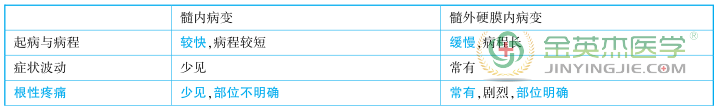 髓内病变 髓外硬膜内病变
起病与病程 较快,病程较短 缓慢,病程长
症状波动 少见 常有
根性疼痛 少见,部位不明确 常有,剧烈,部位明确
金英杰医学®
JINYINGJIE.COM